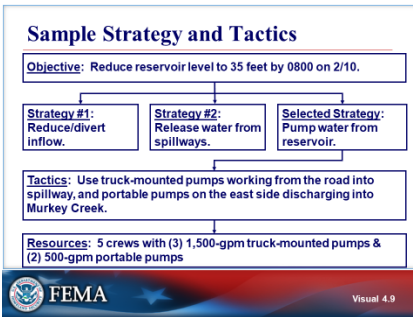 Sample Strategy and Tactics
Objective: Reduce reservoir level to 35 feet by 0800 on 2/10.
Strategy #1:
Reduce/divert
inflow.
Strategy #2:
Release water from
spillways.
Selected Strategy:
Pump water from
reservoir.
Tactics: Use truck-mounted pumps working from the road into
spillway, and portable pumps on the east side discharging into
Murkey Creek.
Resources: 5 crews with (3) 1,500-gpm truck-mounted pumps &
(2) 500-gpm portable pumps
FEMA
Visual 4.9